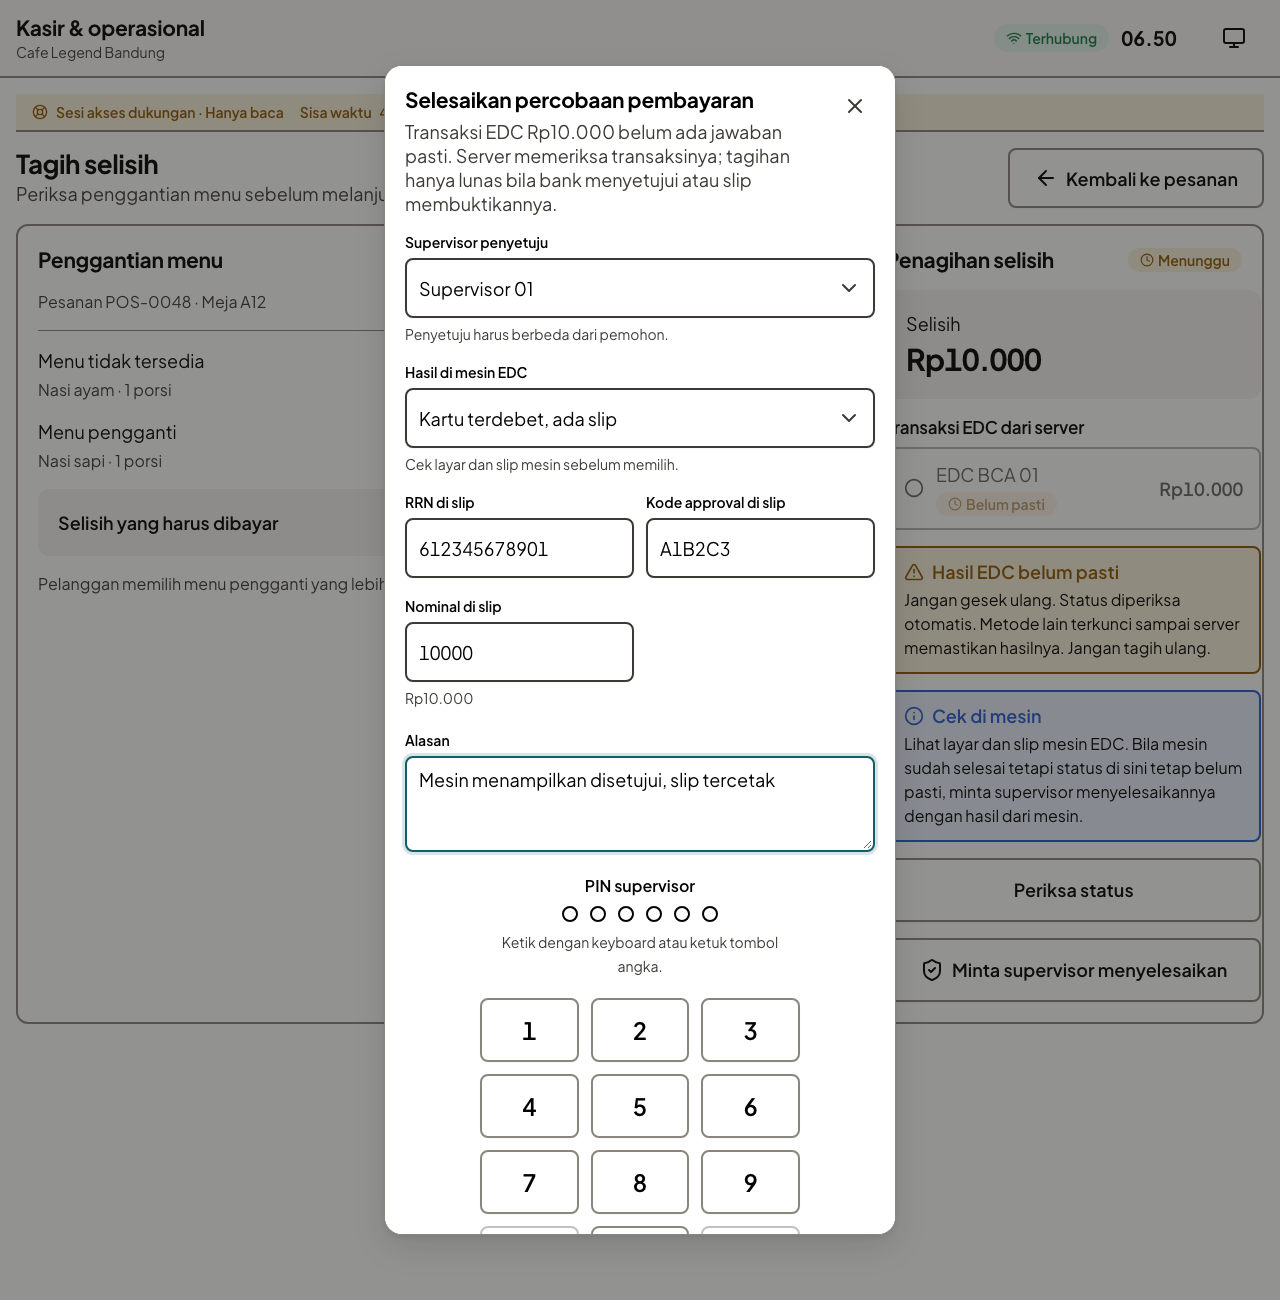 Kasir & operasional
Cafe Legend Bandung
Terhubung
06.50
Sesi akses dukungan · Hanya baca
Sisa waktu
Tagih selisih
Periksa penggantian menu sebelum
Kembali ke pesanan
Penggantian menu
Pesanan POS-0048 · Meja A12
Menu tidak tersedia
Nasi ayam · 1 porsi
Menu pengganti
Nasi sapi · 1 porsi
Selisih yang harus dibayar
Pelanggan memilih menu pengganti yang lebih
Selesaikan percobaan pembayaran
Transaksi EDC Rp10.000 belum ada jawaban
pasti. Server memeriksa transaksinya; tagihan
hanya lunas bila bank menyetujui atau slip
membuktikannya.
Supervisor penyetuju
Supervisor 01
Penyetuju harus berbeda dari pemohon.
Hasil di mesin EDC
Kartu terdebet, ada slip
Cek layar dan slip mesin sebelum memilih.
RRN di slip
Kode approval di slip
612345678901
A1B2C3
Nominal di slip
10000
Rp10.000
Alasan
Mesin menampilkan disetujui, slip tercetak
PIN supervisor
Ketik dengan keyboard atau ketuk tombol
angka.
1 2 3
4 5 6
7 8 9
Penagihan selisih
Menunggu
Selisih
Rp10.000
ransaksi EDC dari server
EDC BCA 01
Belum pasti
Rp10.000
Hasil EDC belum pasti
Jangan gesek ulang. Status diperiksa
otomatis. Metode lain terkunci sampai server
memastikan hasilnya. Jangan tagih ulang.
Cek di mesin
Lihat layar dan slip mesin EDC. Bila mesin
sudah selesai tetapi status di sini tetap belum
pasti, minta supervisor menyelesaikannya
dengan hasil dari mesin.
Periksa status
Minta supervisor menyelesaikan